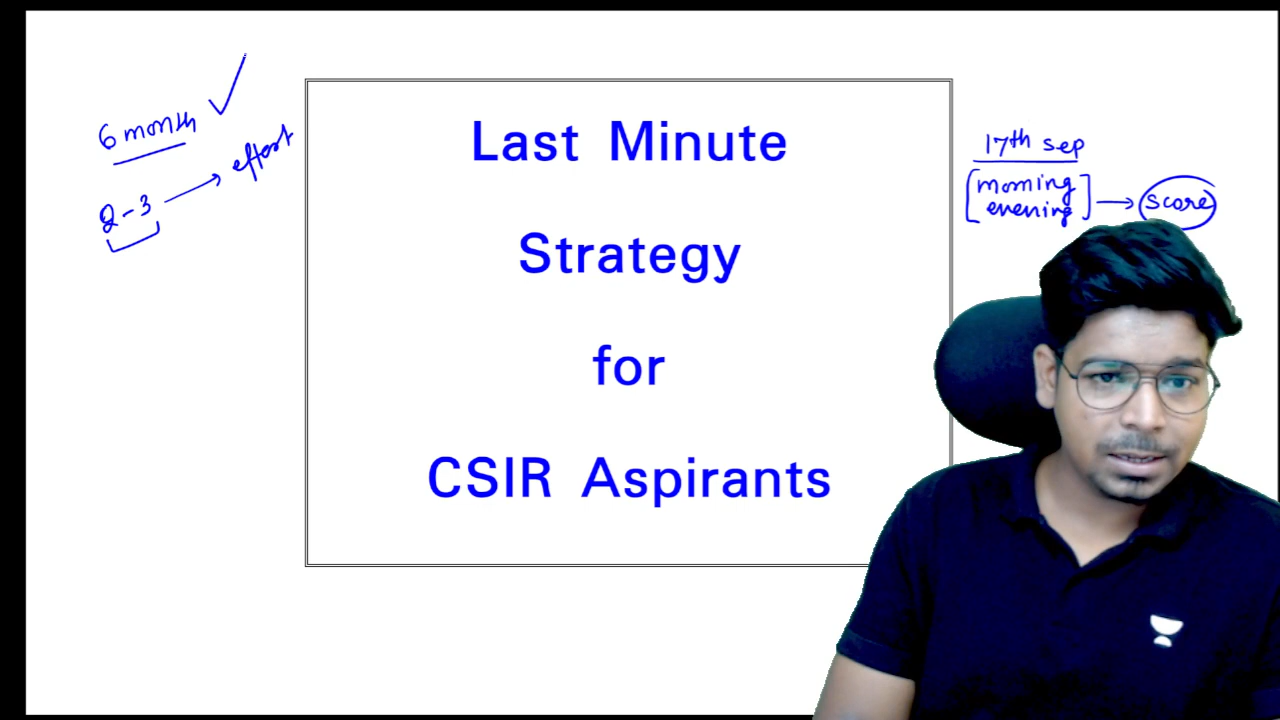 6 month
2-3 → effort
Last Minute
Strategy
for
CSIR Aspirants
17th sep
[morning
evening] → score